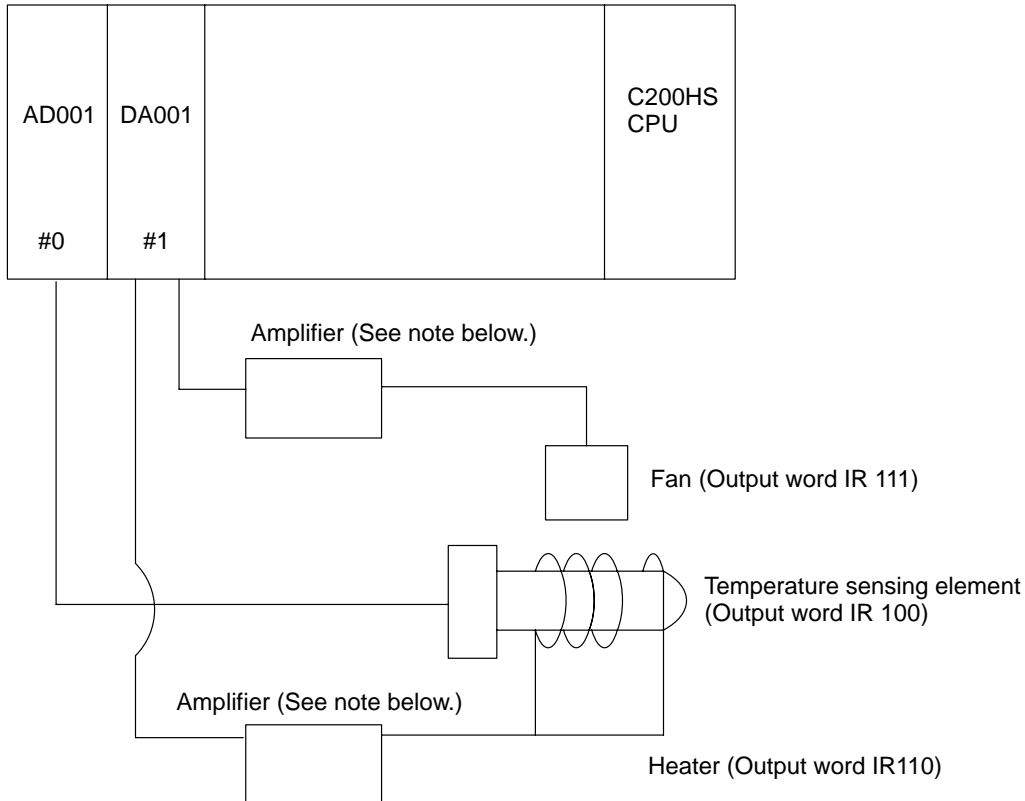 AD001
DA001
C200HS
CPU
#0
#1
Amplifier (See note below.)
Fan (Output word IR 111)
Temperature sensing element
(Output word IR 100)
Amplifier (See note below.)
Heater (Output word IR110)